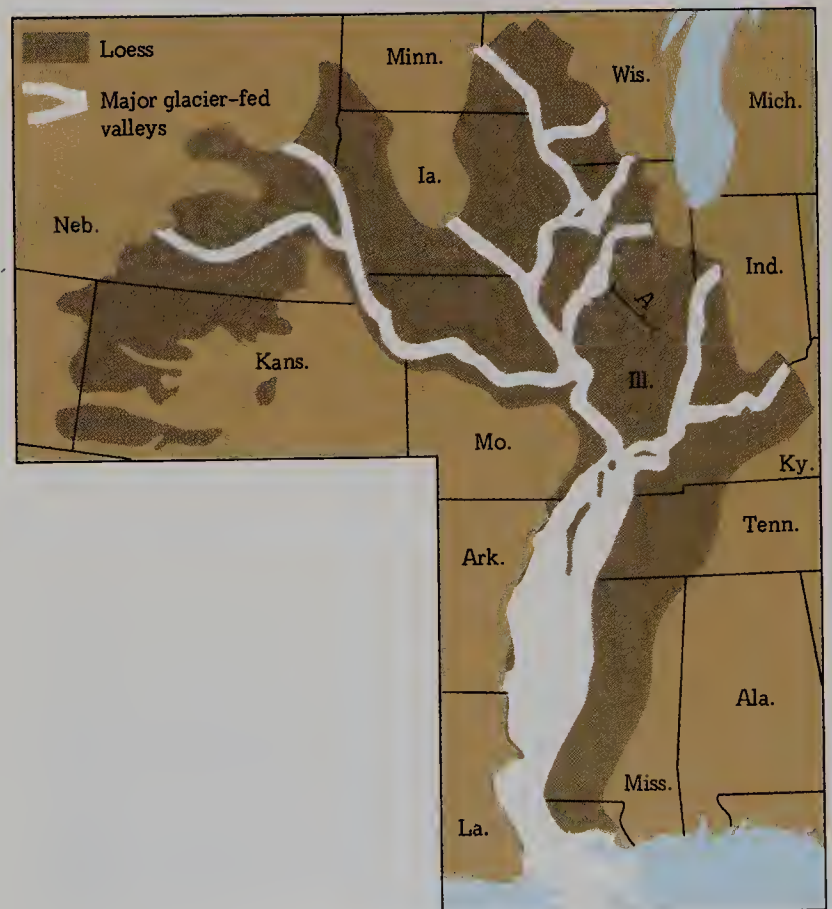 Loess
Major glacier-fed
valleys
Minn.
Wis.
Mich.
Ia.
Neb.
Ind.
A
Kans.
Ill.
Mo.
Ky.
Tenn.
Ark.
Ala.
Miss.
La.